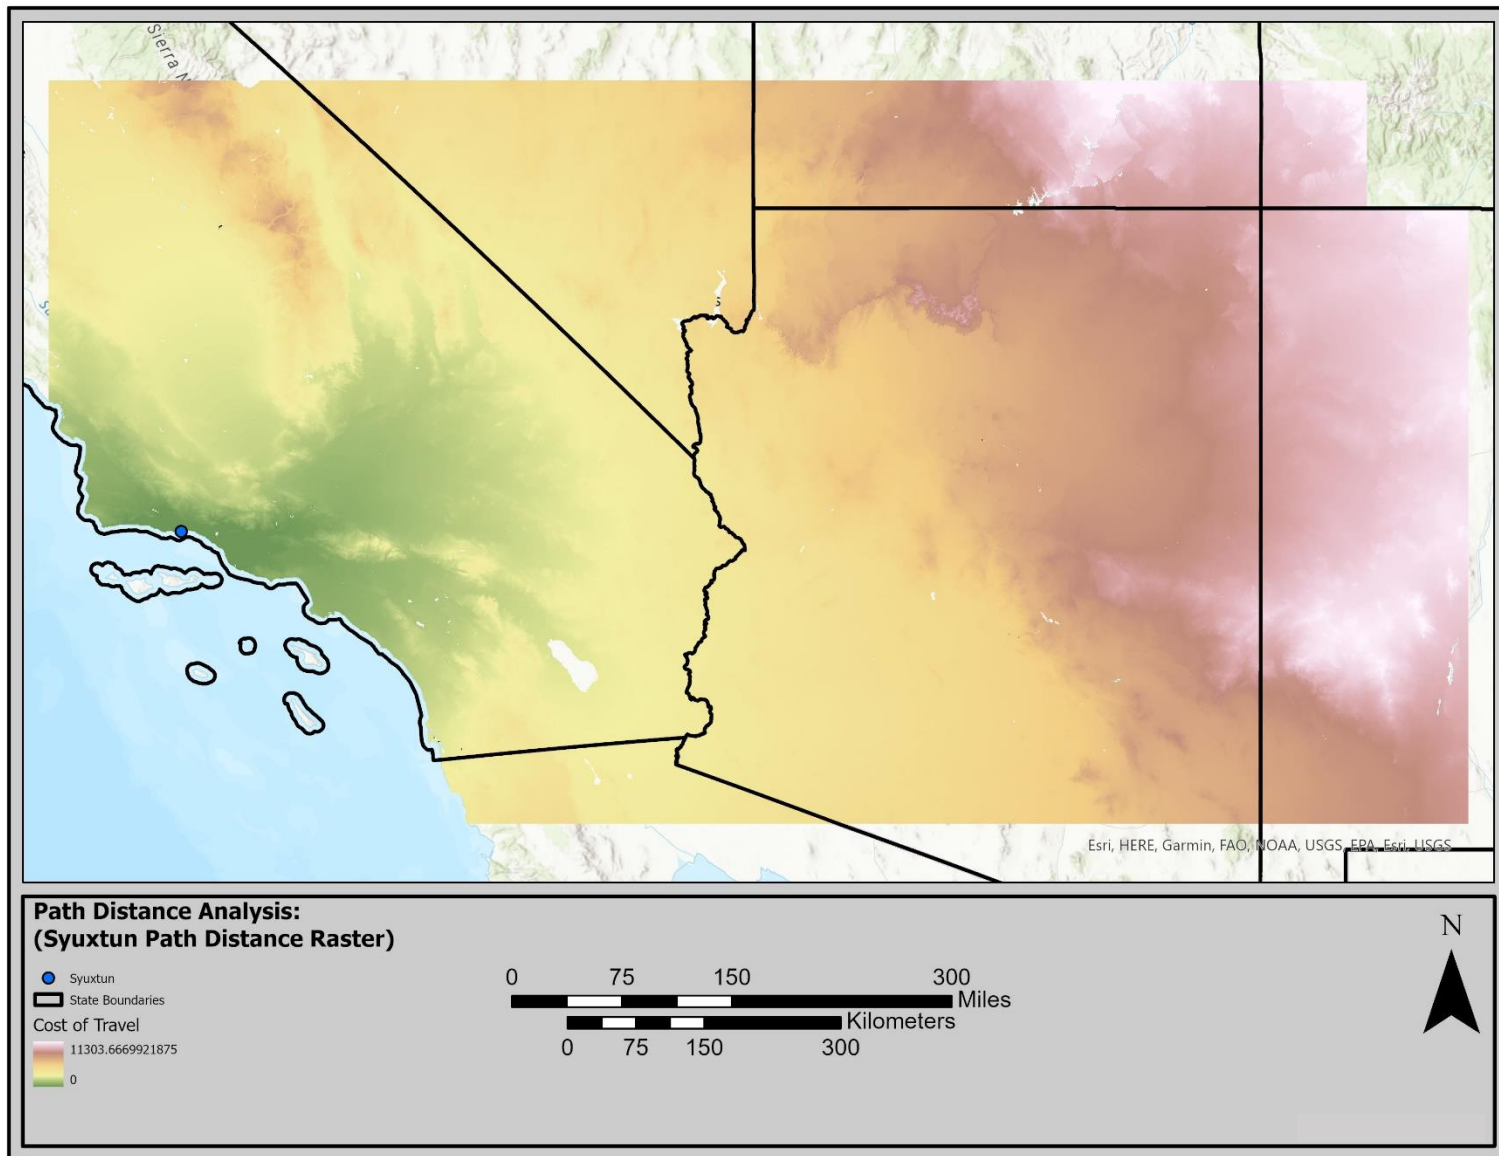 Sierra N
s
Esri, HERE, Garmin, FAO, NOAA, USGS, EPA, Esri, USGS
Path Distance Analysis:
(Syuxtun Path Distance Raster)
Syuxtun
State Boundaries
Cost of Travel
11303.6669921875
0
0 75 150 300
Miles
Kilometers
0 75 150 300
N